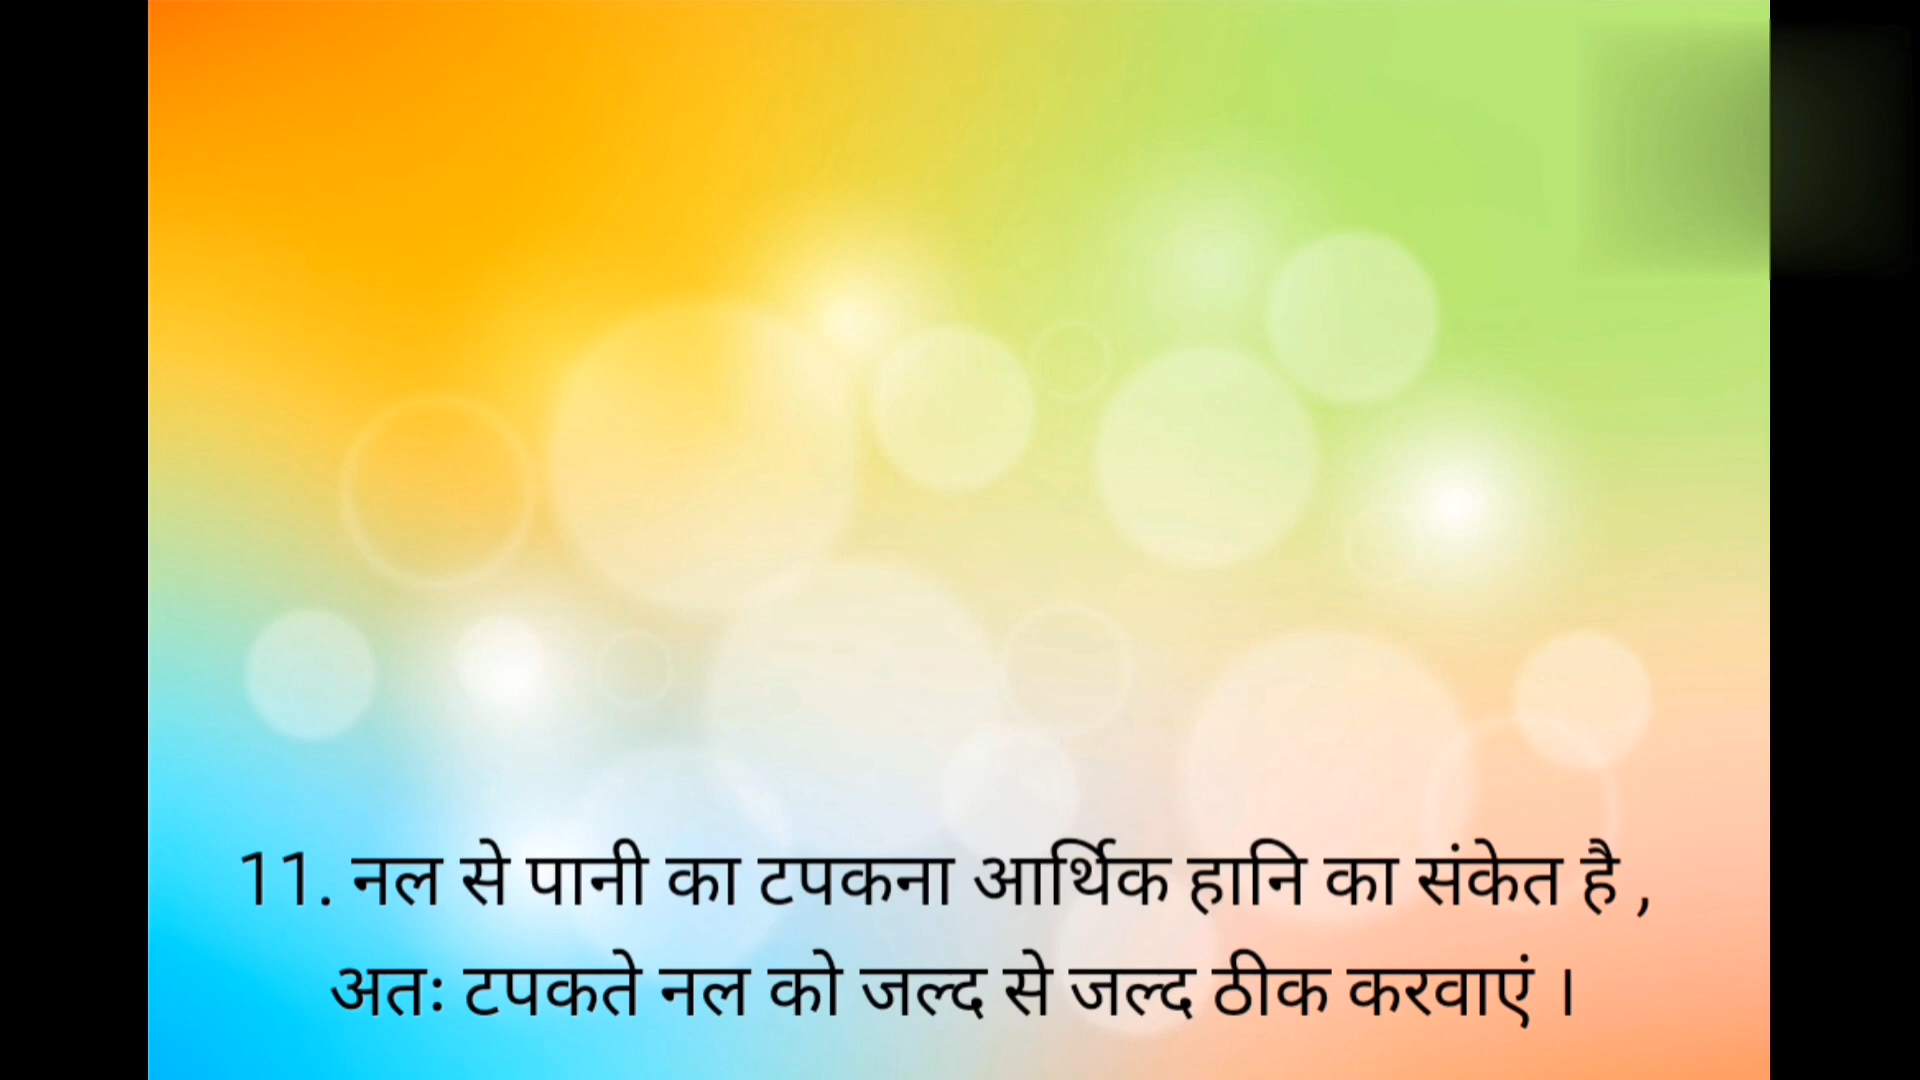 11. नल से पानी का टपकना आर्थिक हानि का संकेत है ,
अतः टपकते नल को जल्द से जल्द ठीक करवाएं ।